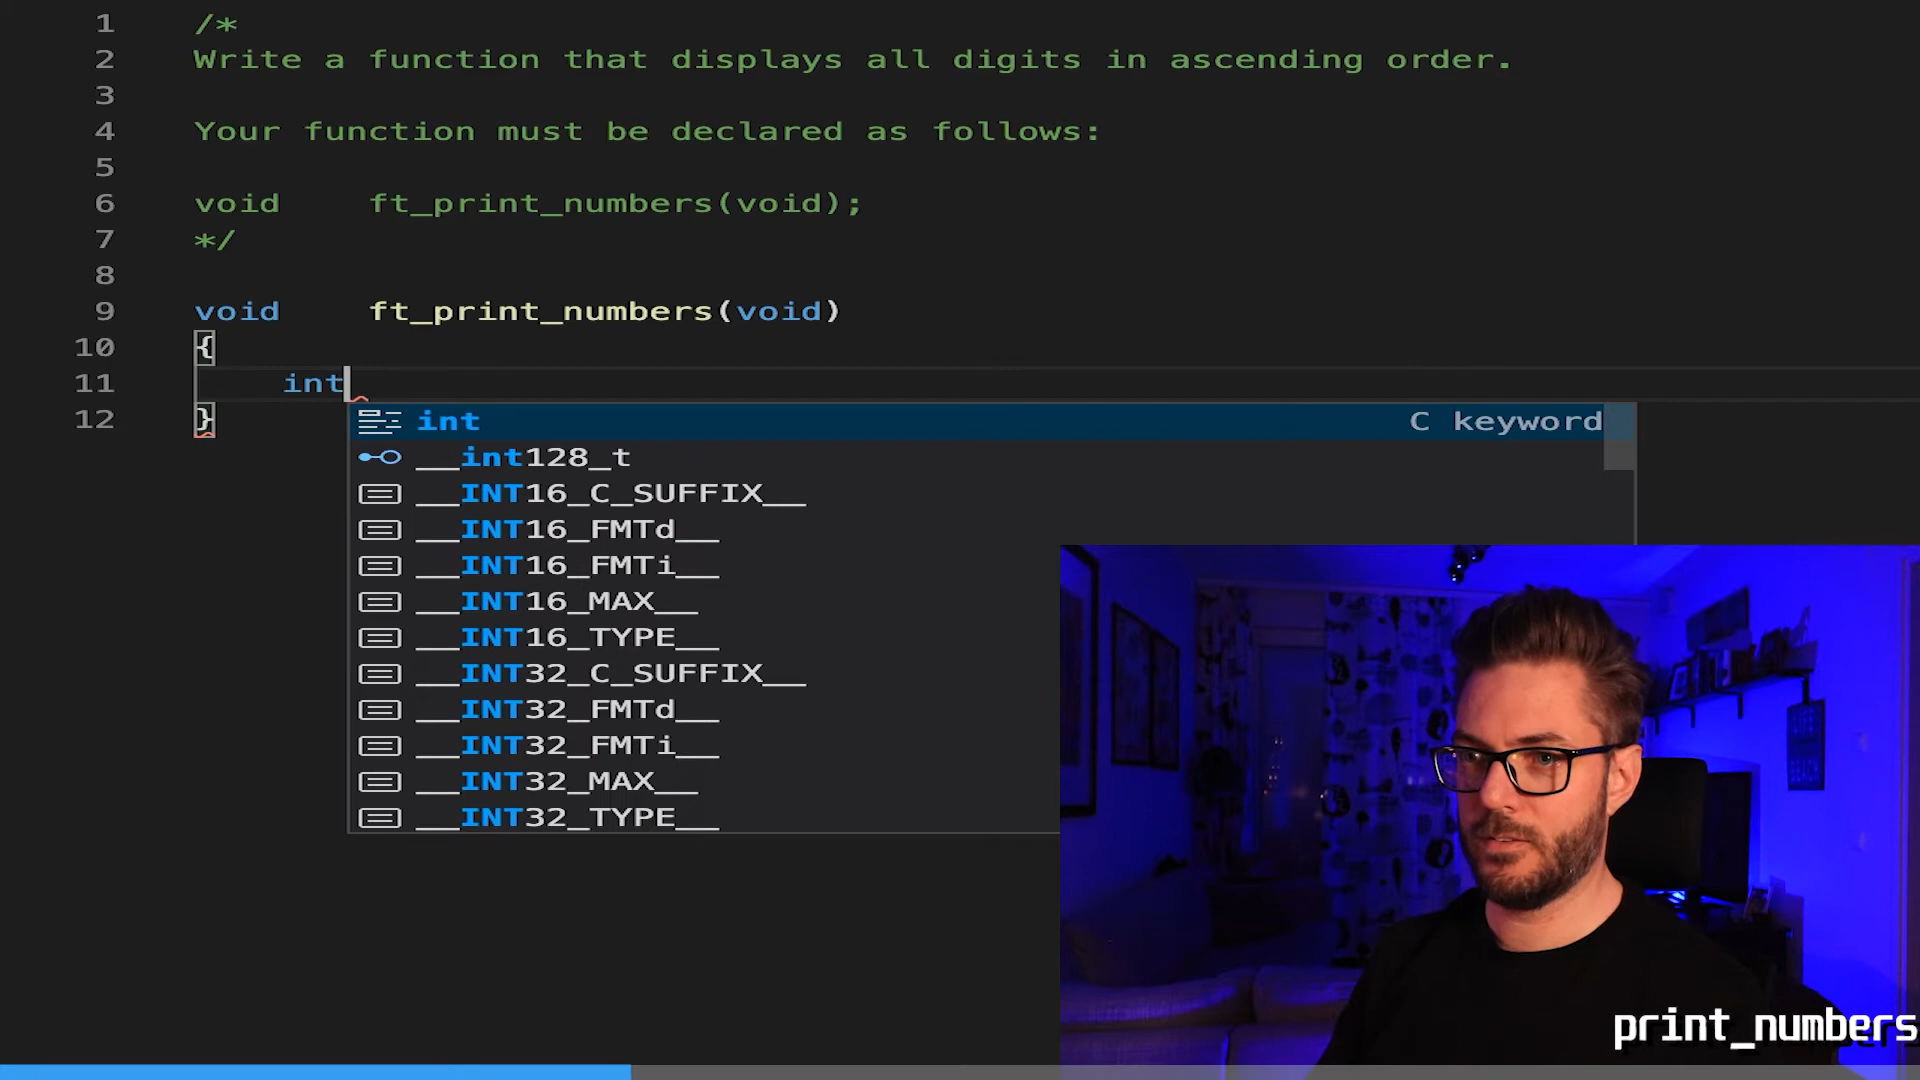 1 /*
2 Write a function that displays all digits in ascending order.
3
4 Your function must be declared as follows:
5
6 void ft_print_numbers(void);
7 */
8
9 void ft_print_numbers(void)
10 {
11 int
12 }
int C keyword
__int128_t
__INT16_C_SUFFIX__
__INT16_FMTd__
__INT16_FMTi__
__INT16_MAX__
__INT16_TYPE__
__INT32_C_SUFFIX__
__INT32_FMTd__
__INT32_FMTi__
__INT32_MAX__
__INT32_TYPE__
print_numbers